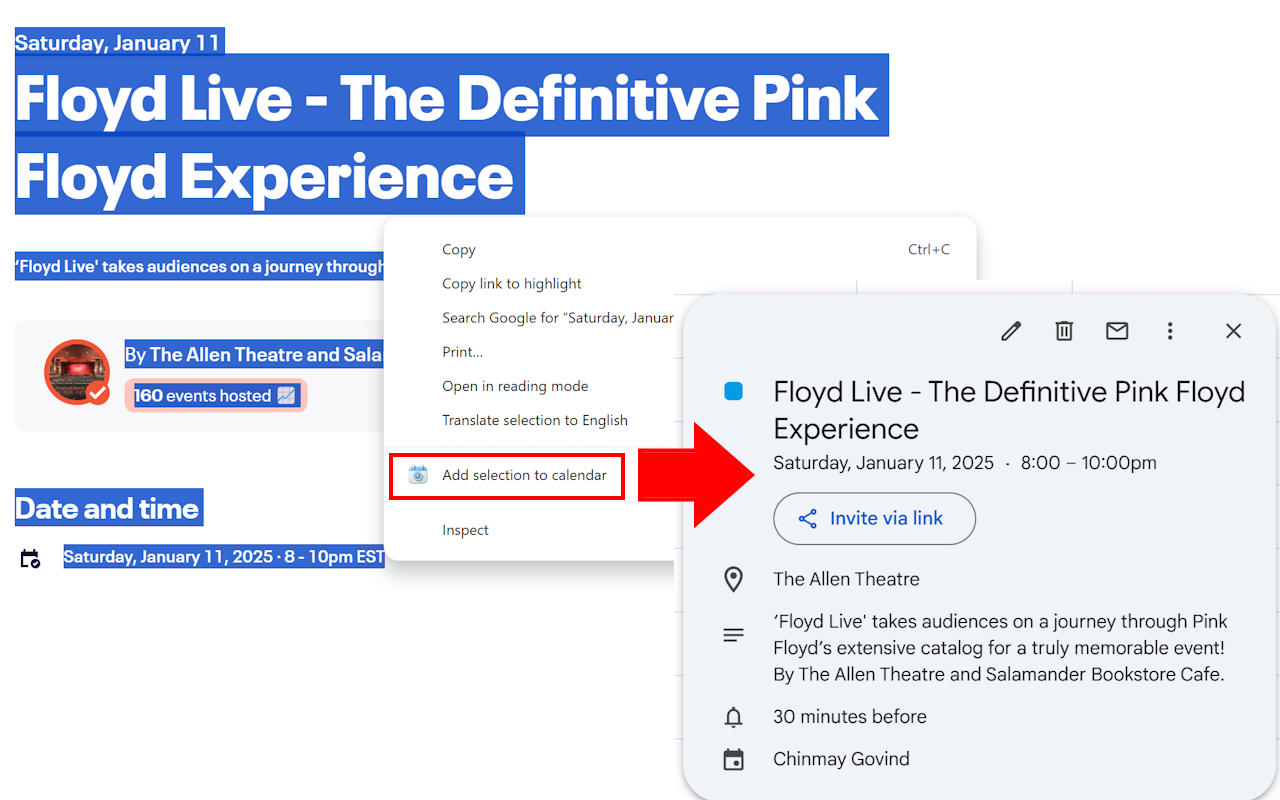 Saturday, January 11
Floyd Live - The Definitive Pink
Floyd Experience
‘Floyd Live' takes audiences on a journey through
By The Allen Theatre and Sala
160 events hosted
Date and time
Saturday, January 11, 2025 · 8 - 10pm EST
Copy Ctrl+C
Copy link to highlight
Search Google for “Saturday, Januar
Print...
Open in reading mode
Translate selection to English
Add selection to calendar
Inspect
Floyd Live - The Definitive Pink Floyd
Experience
Saturday, January 11, 2025 · 8:00 – 10:00pm
Invite via link
The Allen Theatre
‘Floyd Live' takes audiences on a journey through Pink
Floyd’s extensive catalog for a truly memorable event!
By The Allen Theatre and Salamander Bookstore Cafe.
30 minutes before
Chinmay Govind